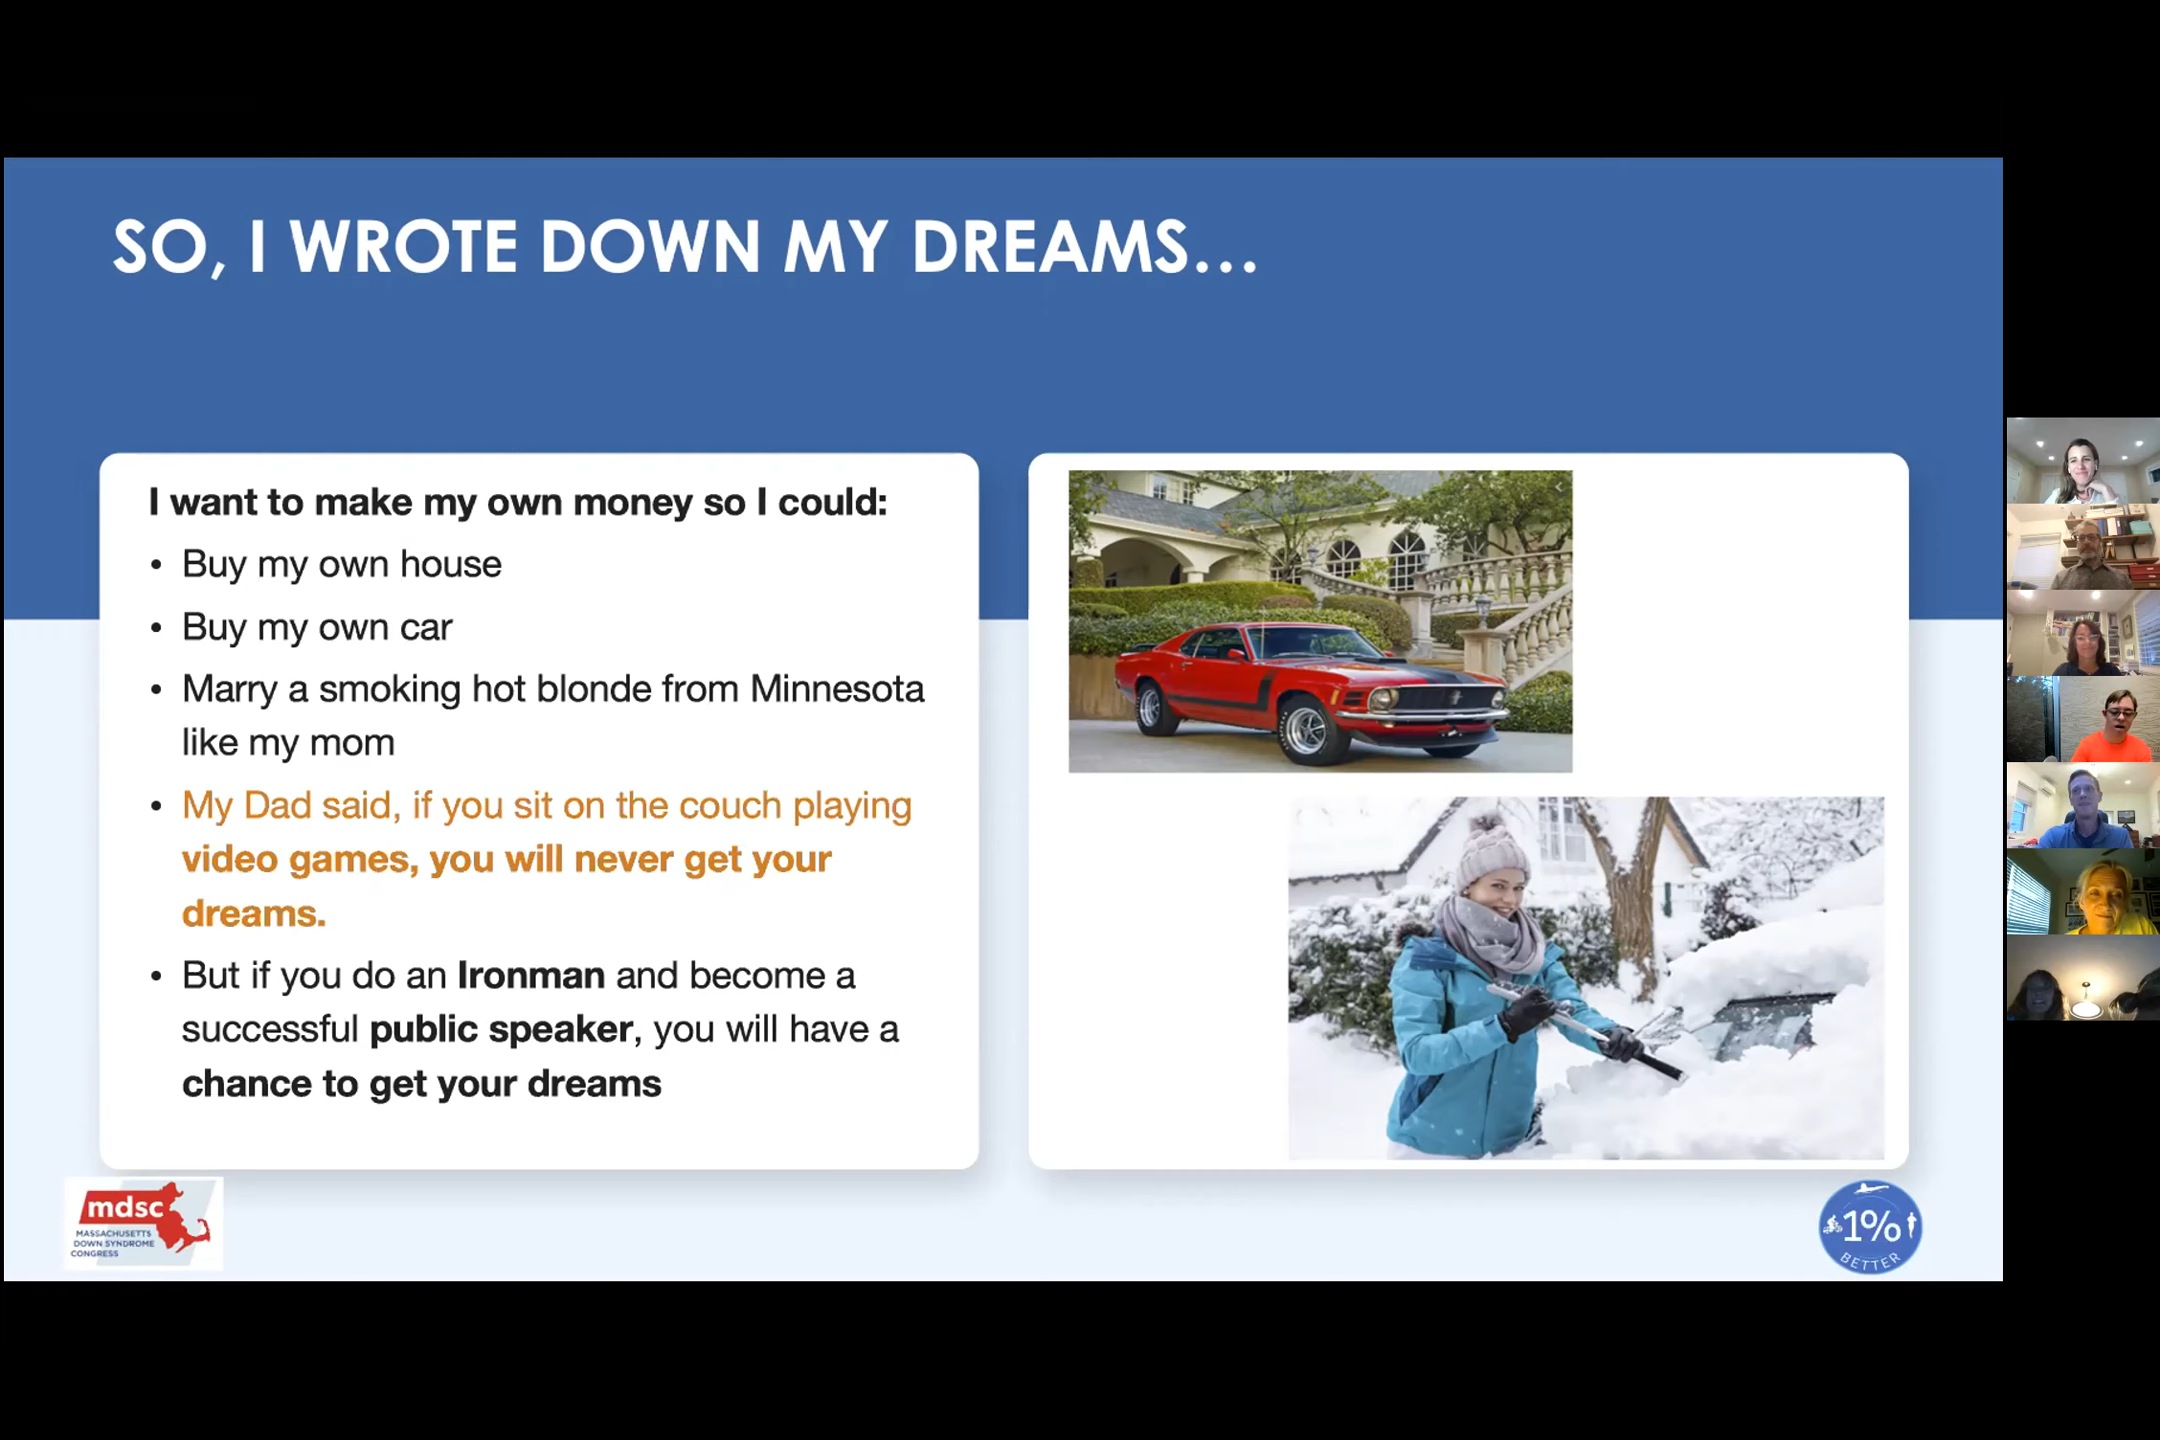 SO, I WROTE DOWN MY DREAMS...
I want to make my own money so I could:
• Buy my own house
• Buy my own car
• Marry a smoking hot blonde from Minnesota
like my mom
• My Dad said, if you sit on the couch playing
video games, you will never get your
dreams.
• But if you do an Ironman and become a
successful public speaker, you will have a
chance to get your dreams
mdsc
MASSACHUSETTS
DOWN SYNDROME
CONGRESS
1%
BETTER